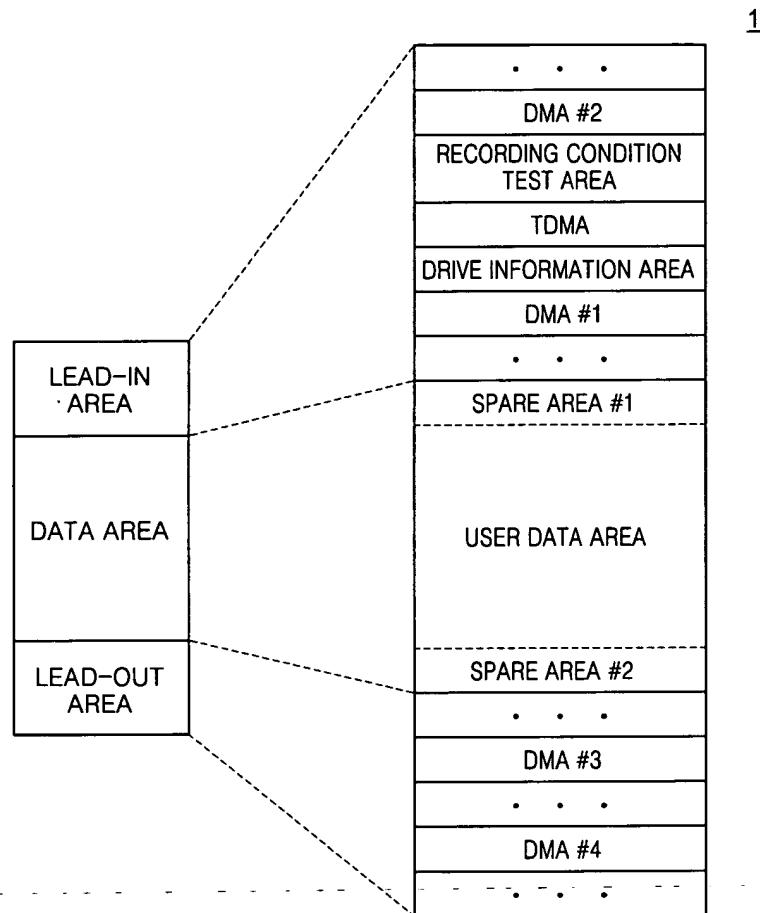 1
. . .
DMA #2
RECORDING CONDITION
TEST AREA
TDMA
DRIVE INFORMATION AREA
DMA #1
. . .
SPARE AREA #1
USER DATA AREA
SPARE AREA #2
. . .
DMA #3
. . .
DMA #4
. . .
LEAD-IN
AREA
DATA AREA
LEAD-OUT
AREA